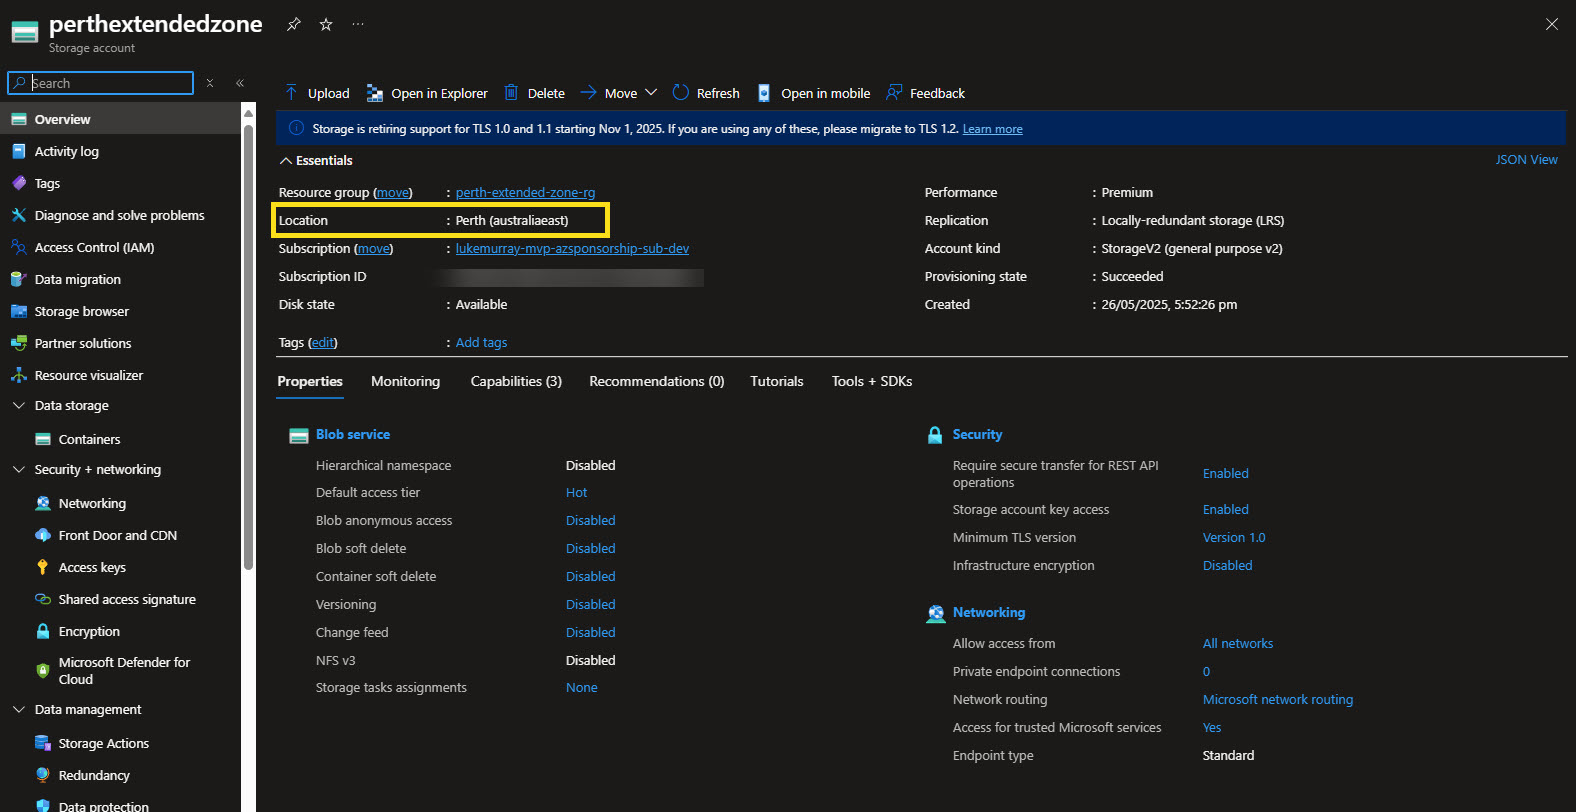 perthextendedzone
Storage account
Search
Overview
Activity log
Tags
Diagnose and solve problems
Access Control (IAM)
Data migration
Storage browser
Partner solutions
Resource visualizer
Data storage
Containers
Security + networking
Networking
Front Door and CDN
Access keys
Shared access signature
Encryption
Microsoft Defender for
Cloud
Data management
Storage Actions
Redundancy
Data protection
Upload Open in Explorer Delete Move Refresh Open in mobile Feedback
Storage is retiring support for TLS 1.0 and 1.1 starting Nov 1, 2025. If you are using any of these, please migrate to TLS 1.2. Learn more
Essentials JSON View
Resource group (move) : perth-extended-zone-rg
Location : Perth (australiaeast)
Subscription (move) : lukemurray-mvp-azsponsorship-sub-dev
Subscription ID
Disk state : Available
Performance : Premium
Replication : Locally-redundant storage (LRS)
Account kind : StorageV2 (general purpose v2)
Provisioning state : Succeeded
Created : 26/05/2025, 5:52:26 pm
Tags (edit) : Add tags
Properties Monitoring Capabilities (3) Recommendations (0) Tutorials Tools + SDKs
Blob service
Hierarchical namespace Disabled
Default access tier Hot
Blob anonymous access Disabled
Blob soft delete Disabled
Container soft delete Disabled
Versioning Disabled
Change feed Disabled
NFS v3 Disabled
Storage tasks assignments None
Security
Require secure transfer for REST API
operations Enabled
Storage account key access Enabled
Minimum TLS version Version 1.0
Infrastructure encryption Disabled
Networking
Allow access from All networks
Private endpoint connections 0
Network routing Microsoft network routing
Access for trusted Microsoft services Yes
Endpoint type Standard